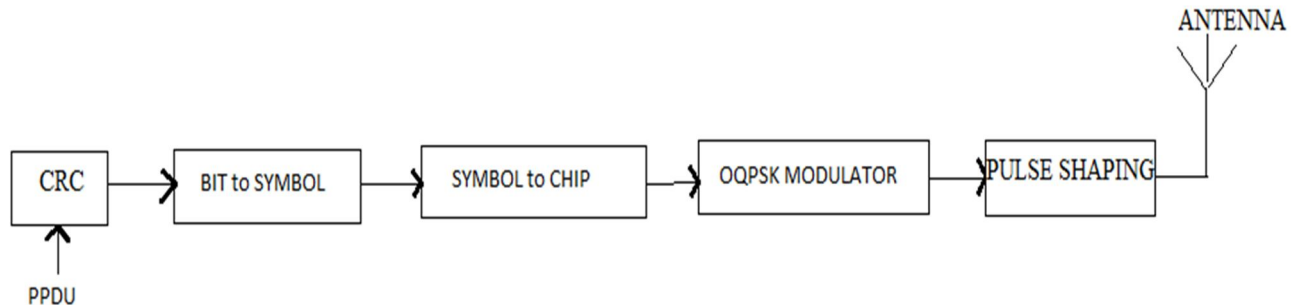 ANTENNA
CRC
BIT to SYMBOL
SYMBOL to CHIP
OQPSK MODULATOR
PULSE SHAPING
PPDU